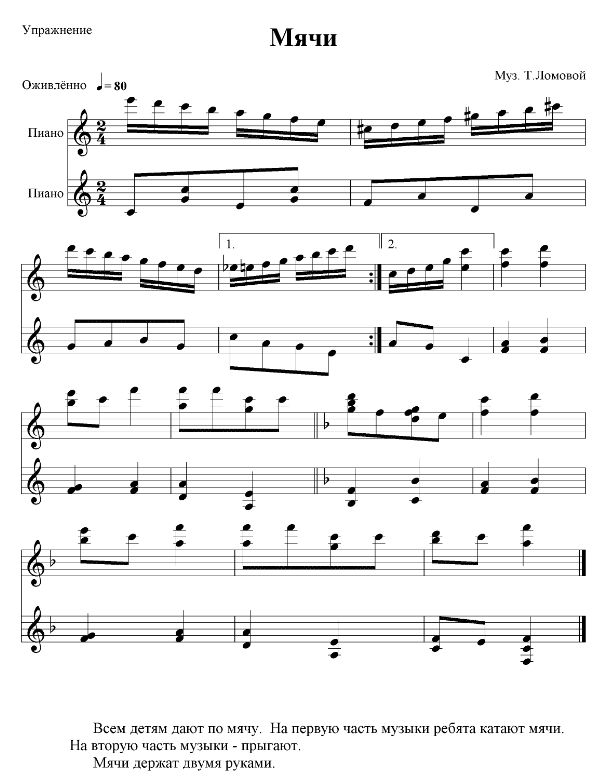 Упражнение
Мячи
Муз. Т.Ломовой
Оживлённо ♩= 80
Пиано
Пиано
1.
2.
Всем детям дают по мячу. На первую часть музыки ребята катают мячи.
На вторую часть музыки - прыгают.
Мячи держат двумя руками.